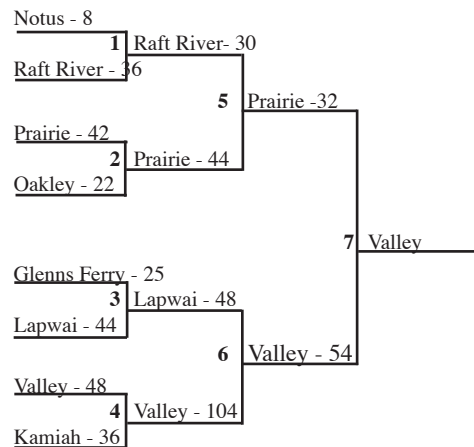 Notus - 8
1 Raft River- 30
Raft River - 36
5 Prairie -32
Prairie - 42
2 Prairie - 44
Oakley - 22
7 Valley
Glenns Ferry - 25
3 Lapwai - 48
Lapwai - 44
6 Valley - 54
Valley - 48
4 Valley - 104
Kamiah - 36